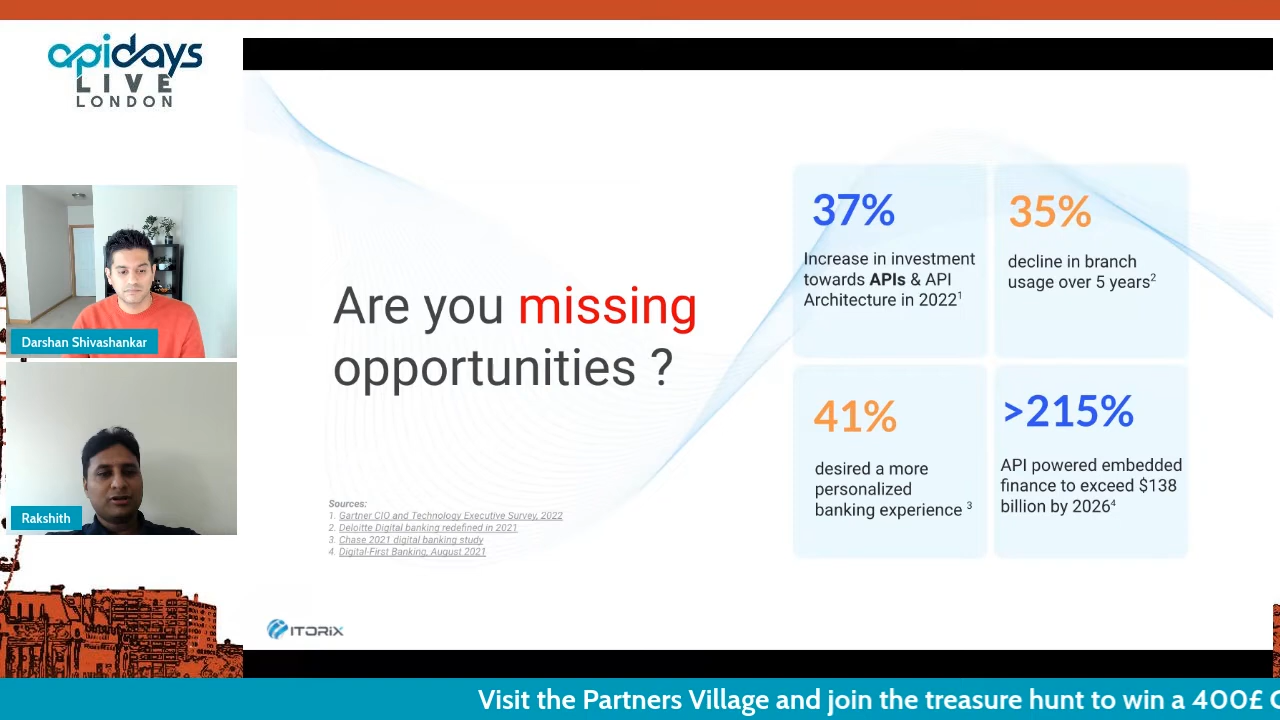 apidays
LIVE
LONDON
Darshan Shivashankar
Rakshith
Are you missing
opportunities ?
Sources:
1. Gartner CIO and Technology Executive Survey, 2022
2. Deloitte Digital banking redefined in 2021
3. Chase 2021 digital banking study
4. Digital-First Banking, August 2021
ITORIX
37%
Increase in investment
towards APIs & API
Architecture in 2022¹
35%
decline in branch
usage over 5 years²
41%
desired a more
personalized
banking experience ³
>215%
API powered embedded
finance to exceed $138
billion by 2026⁴
Visit the Partners Village and join the treasure hunt to win a 400£